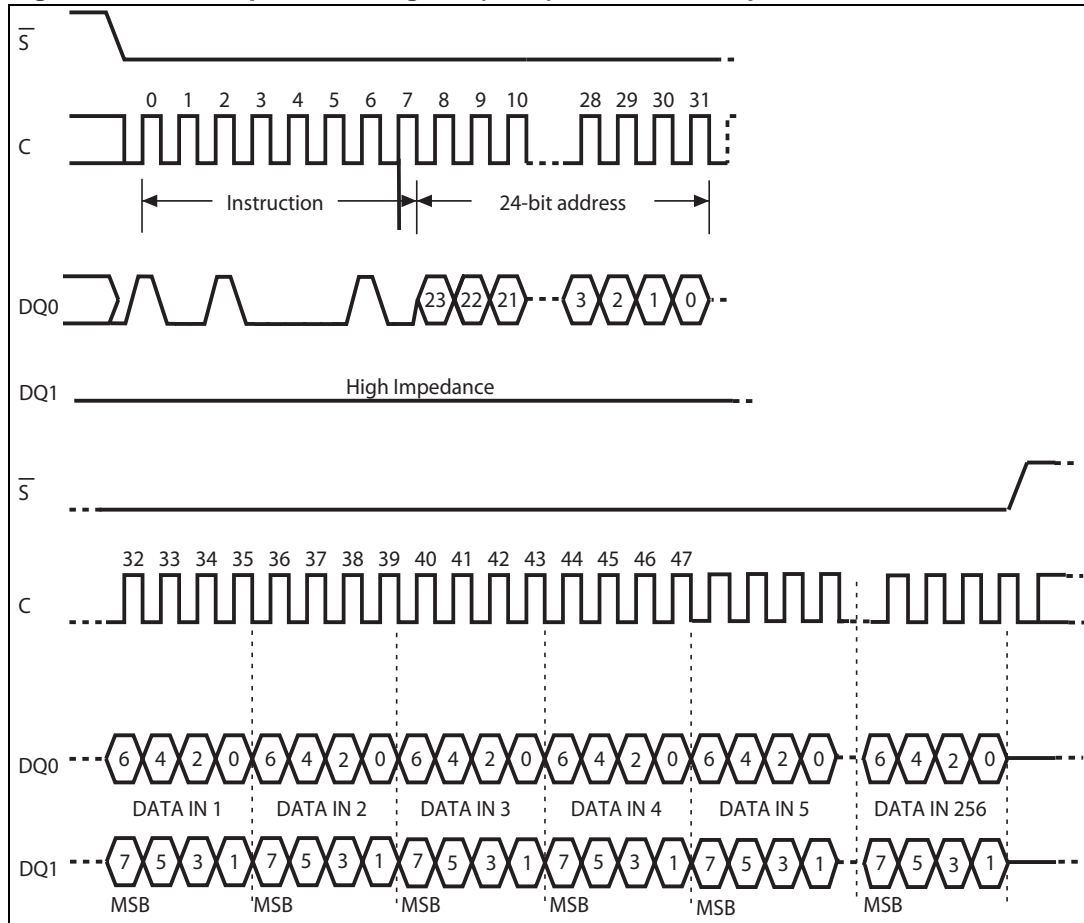 S
0 1 2 3 4 5 6 7 8 9 10 28 29 30 31
C
Instruction 24-bit address
DQ0 23 22 21 3 2 1 0
High Impedance
DQ1
S
32 33 34 35 36 37 38 39 40 41 42 43 44 45 46 47
C
DQ0 6 4 2 0 6 4 2 0 6 4 2 0 6 4 2 0 6 4 2 0 6 4 2 0
DATA IN 1 DATA IN 2 DATA IN 3 DATA IN 4 DATA IN 5 DATA IN 256
DQ1 7 5 3 1 7 5 3 1 7 5 3 1 7 5 3 1 7 5 3 1 7 5 3 1
MSB MSB MSB MSB MSB MSB